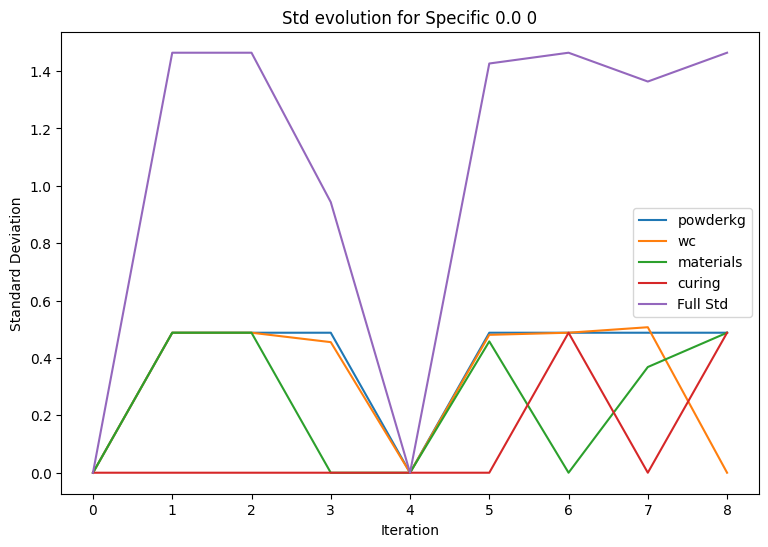 Std evolution for Specific 0.0 0
Standard Deviation
1.4
1.2
1.0
0.8
0.6
0.4
0.2
0.0
powderkg
wc
materials
curing
Full Std
0 1 2 3 4 5 6 7 8
Iteration